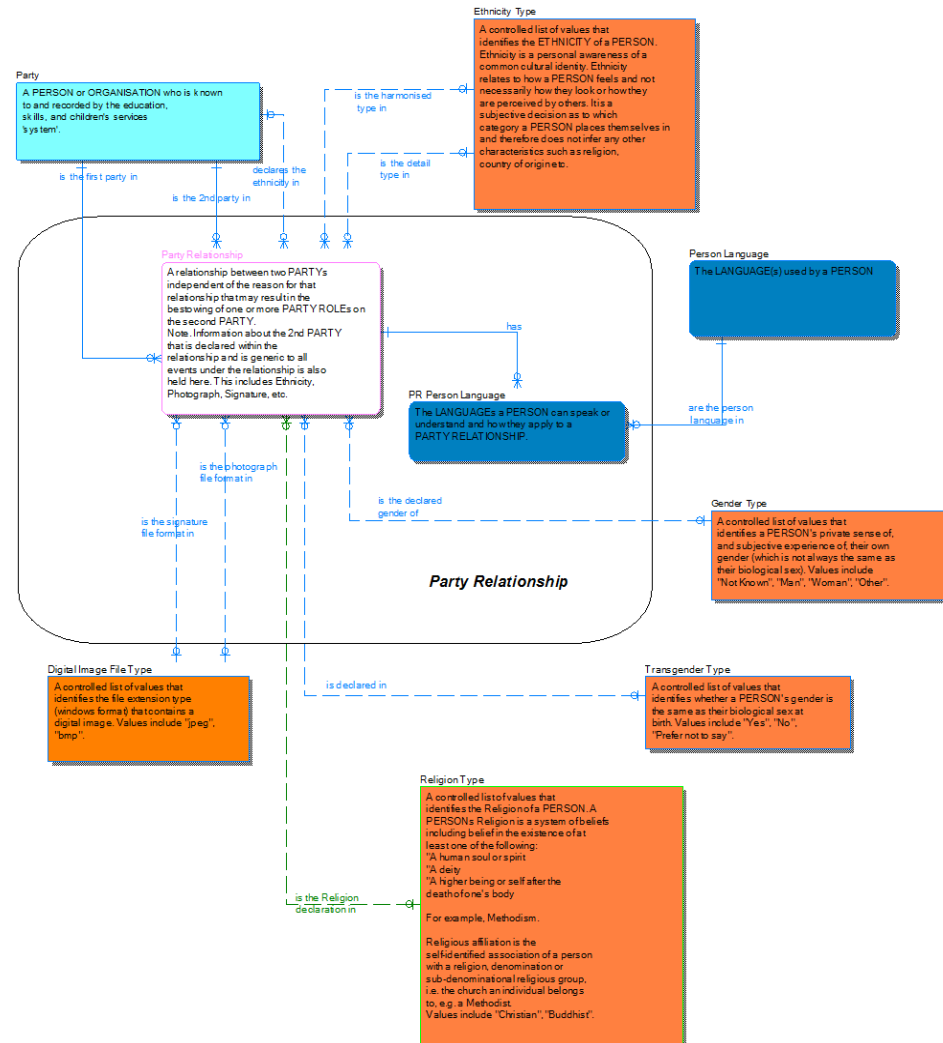 Ethnicity Type
A controlled list of values that
identifies the ETHNICITY of a PERSON.
Ethnicity is a personal awareness of a
common cultural identity. Ethnicity
relates to how a PERSON feels and not
necessarily how they look or how they
are perceived by others. It is a
subjective decision as to which
category a PERSON places themselves in
and therefore does not infer any other
characteristics such as religion,
country of origin etc.
Party
A PERSON or ORGANISATION who is known
to and recorded by the education,
skills, and children's services
'system'.
is the harmonised
type in
is the detail
type in
declares the
ethnicity in
is the first party in
is the 2nd party in
Party Relationship
A relationship between two PARTYs
independent of the reason for that
relationship that may result in the
bestowing of one or more PARTY ROLEs on
the second PARTY.
Note. Information about the 2nd PARTY
that is declared within the
relationship and is generic to all
events under the relationship is also
held here. This includes Ethnicity,
Photograph, Signature, etc.
Person Language
The LANGUAGE(s) used by a PERSON
has
PR Person Language
The LANGUAGEs a PERSON can speak or
understand and how they apply to a
PARTY RELATIONSHIP.
are the person
language in
is the photograph
file format in
is the signature
file format in
is the declared
gender of
Gender Type
A controlled list of values that
identifies a PERSON's private sense of,
and subjective experience of, their own
gender (which is not always the same as
their biological sex). Values include
"Not Known", "Man", "Woman", "Other".
Party Relationship
Digital Image File Type
A controlled list of values that
identifies the file extension type
(windows format) that contains a
digital image. Values include "jpeg",
"bmp".
is declared in
Transgender Type
A controlled list of values that
identifies whether a PERSON's gender is
the same as their biological sex at
birth. Values include "Yes", "No",
"Prefer not to say".
Religion Type
A controlled list of values that
identifies the Religion of a PERSON. A
PERSONs Religion is a system of beliefs
including belief in the existence of at
least one of the following:
"A human soul or spirit
"A deity
"A higher being or self after the
death of one's body
For example, Methodism.
Religious affiliation is the
self-identified association of a person
with a religion, denomination or
sub-denominational religious group,
i.e. the church an individual belongs
to, e.g. a Methodist.
Values include "Christian", "Buddhist".
is the Religion
declaration in